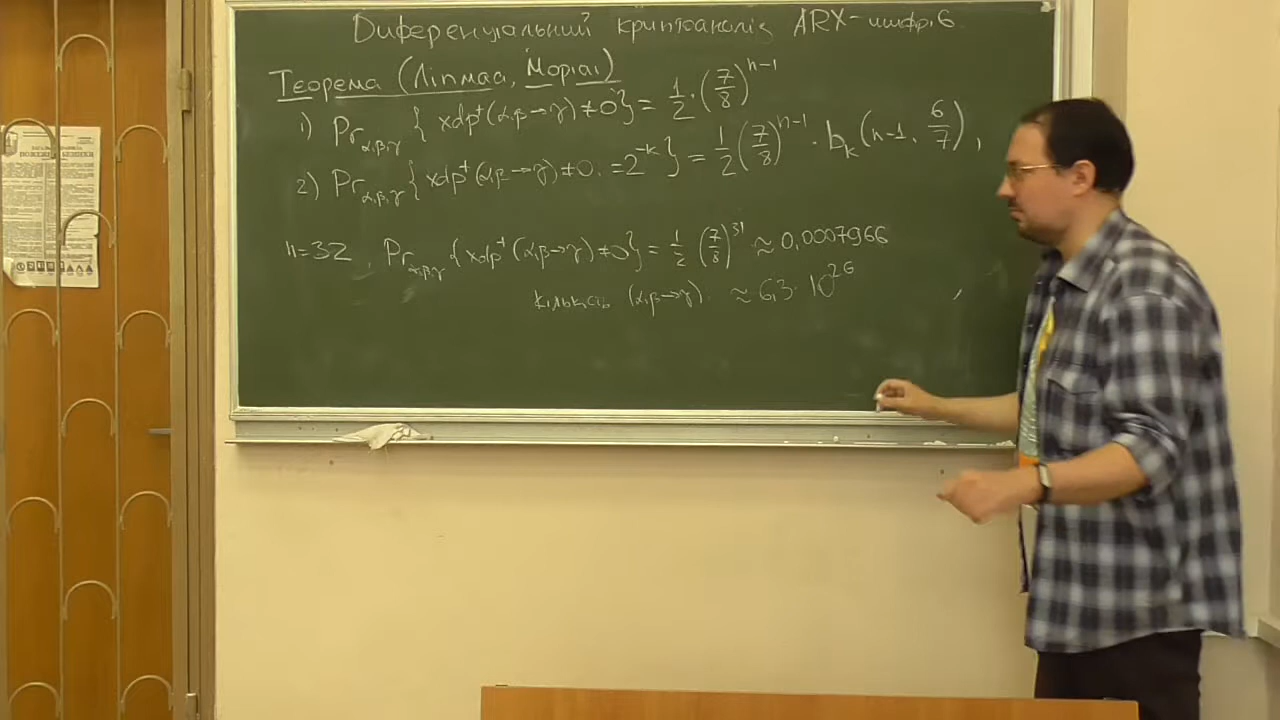 Диференціальний криптоаналіз ARX-шифрів
Теорема (Ліпмаа, Моріаі)
1) Pr_{α,β,γ} { xdp⁺(α,β→γ) ≠ 0 } = 1/2 · (7/8)^{n-1}
2) Pr_{α,β,γ} { xdp⁺(α,β→γ) ≠ 0. = 2^{-k} } = 1/2 (7/8)^{n-1} · b_k(n-1, 6/7),
n=32, Pr_{α,β,γ} { xdp⁺(α,β→γ) ≠ 0 } = 1/2 (7/8)^{31} ≈ 0,0007966
кількість (α,β→γ). ≈ 6,3 · 10^{26}